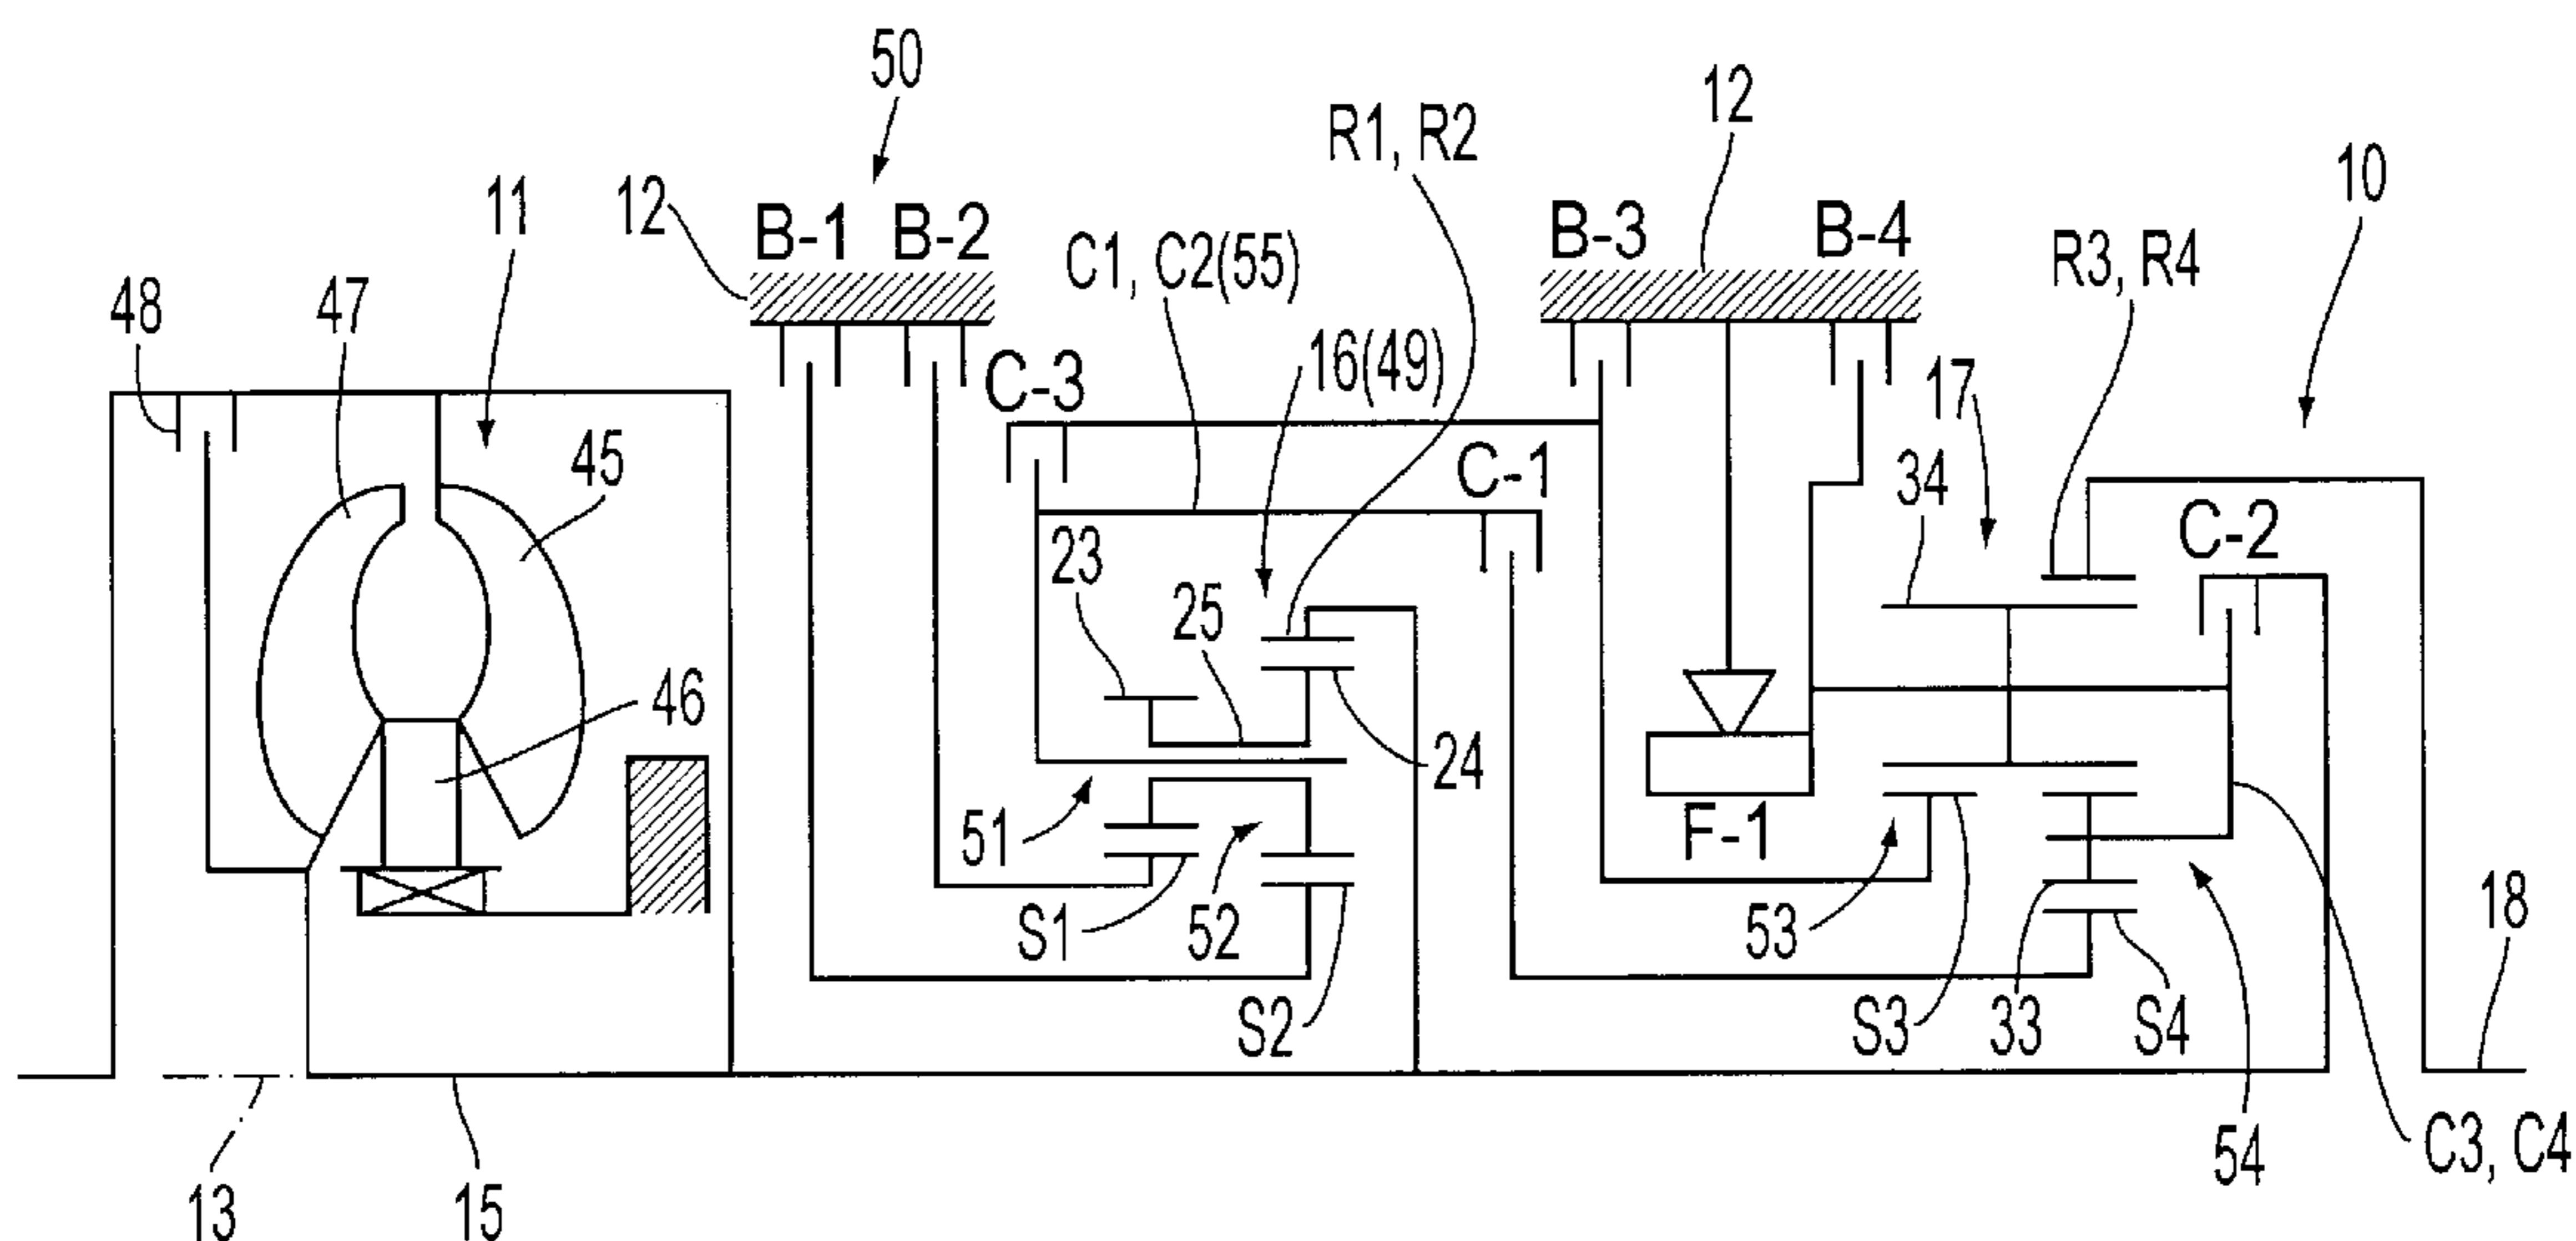 50
12
R1, R2
10
11
12
B-1
B-2
B-3
B-4
C1, C2(55)
R3, R4
48
47
16(49)
17
C-3
45
C-1
34
C-2
23
25
46
24
51
F-1
S1
52
53
18
S2
S3
33
S4
13
15
54
C3, C4